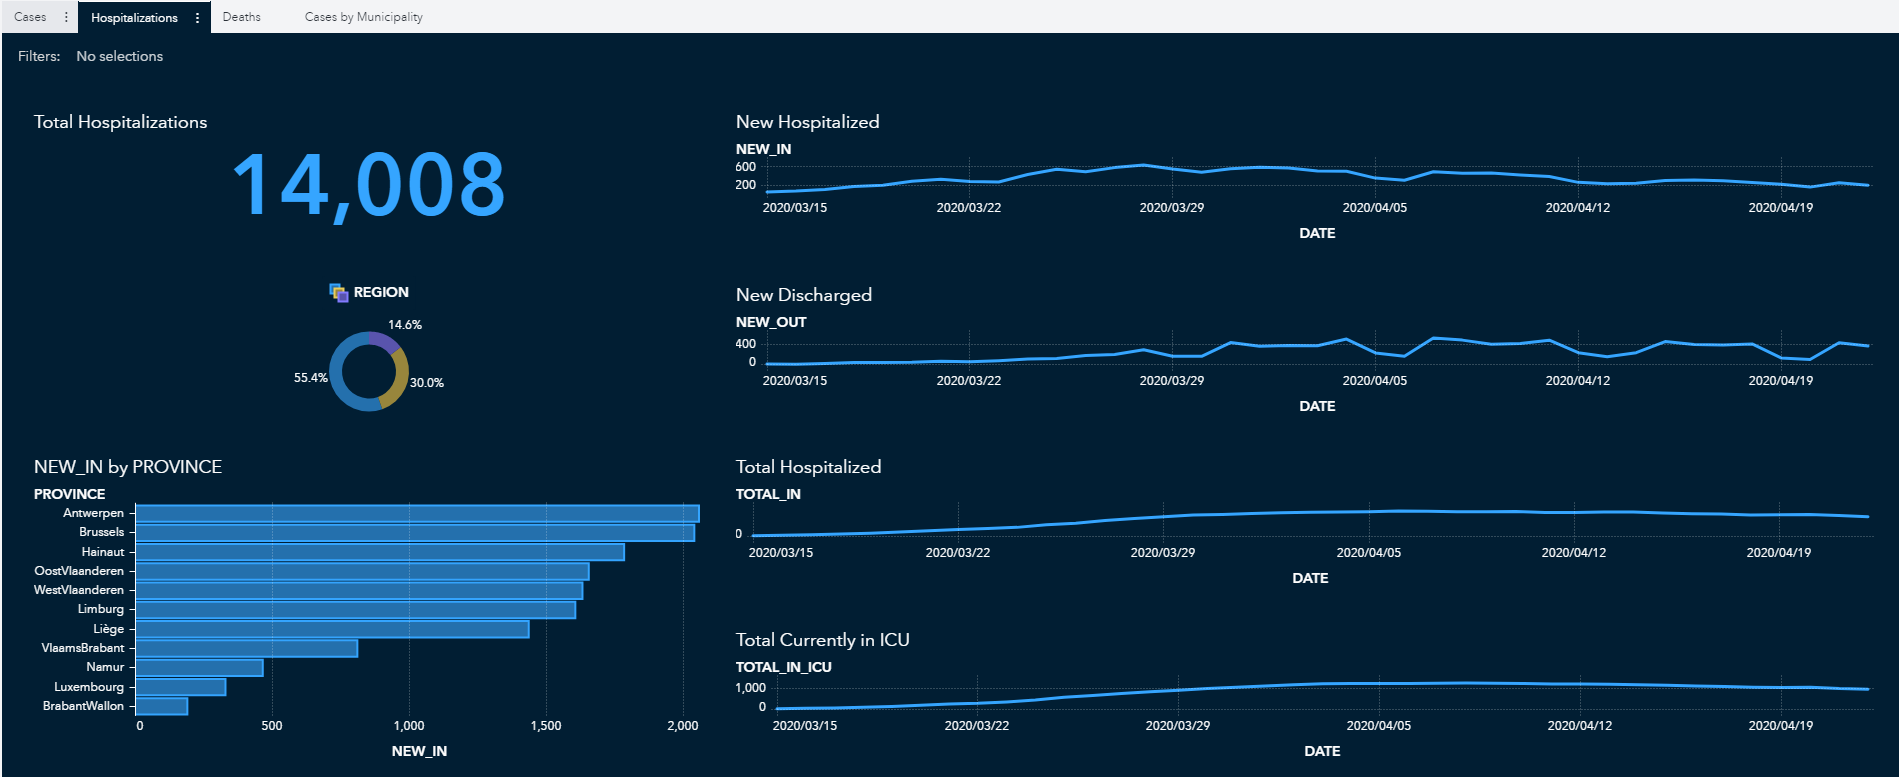 Cases
Hospitalizations
Deaths
Cases by Municipality
Filters: No selections
Total Hospitalizations
14,008
REGION
14.6%
55.4%
30.0%
NEW_IN by PROVINCE
PROVINCE
Antwerpen
Brussels
Hainaut
OostVlaanderen
WestVlaanderen
Limburg
Liège
VlaamsBrabant
Namur
Luxembourg
BrabantWallon
0 500 1,000 1,500 2,000
NEW_IN
New Hospitalized
NEW_IN
600
200
2020/03/15 2020/03/22 2020/03/29 2020/04/05 2020/04/12 2020/04/19
DATE
New Discharged
NEW_OUT
400
0
2020/03/15 2020/03/22 2020/03/29 2020/04/05 2020/04/12 2020/04/19
DATE
Total Hospitalized
TOTAL_IN
0
2020/03/15 2020/03/22 2020/03/29 2020/04/05 2020/04/12 2020/04/19
DATE
Total Currently in ICU
TOTAL_IN_ICU
1,000
0
2020/03/15 2020/03/22 2020/03/29 2020/04/05 2020/04/12 2020/04/19
DATE